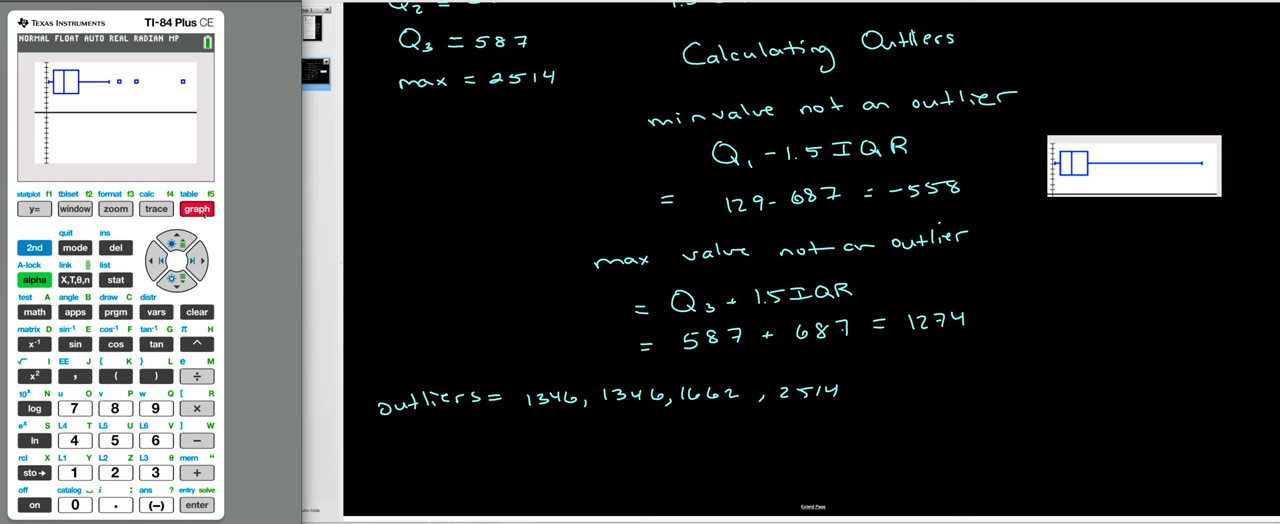 TEXAS INSTRUMENTS TI-84 Plus CE
NORMAL FLOAT AUTO REAL RADIAN MP
statplot f1 tblset f2 format f3 calc f4 table f5
y= window zoom trace graph
quit ins
2nd mode del
A-lock link list
alpha X,T,θ,n stat
test A angle B draw C distr
math apps prgm vars clear
matrix D sin⁻¹ E cos⁻¹ F tan⁻¹ G π H
x⁻¹ sin cos tan ^
√ I EE J { K } L e M
x² , ( ) ÷
10ˣ N u O v P w Q [ R
log 7 8 9 ×
eˣ S L4 T L5 U L6 V ] W
ln 4 5 6 −
rcl X L1 Y L2 Z L3 θ mem "
sto→ 1 2 3 +
off catalog ⎵ i : ans ? entry solve
on 0 . (−) enter
Q₂ =
Q₃ = 587
max = 2514
Calculating Outliers
min value not an outlier
Q₁ - 1.5 IQR
= 129 - 687 = -558
max value not an outlier
= Q₃ + 1.5 IQR
= 587 + 687 = 1274
outliers = 1346, 1346, 1662, 2514
Extend Page